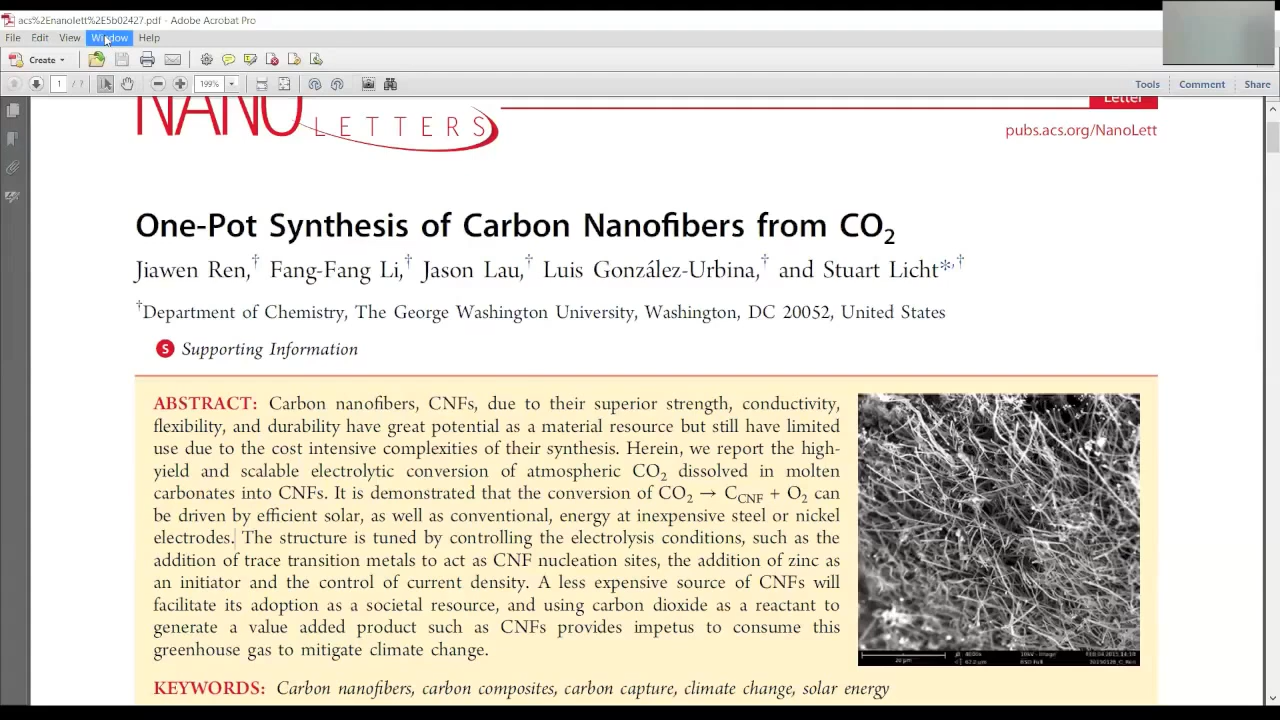 acs%2Enanolett%2E5b02427.pdf - Adobe Acrobat Pro
File Edit View Window Help
Create
1 / 7 199% Tools Comment Share
NANO LETTERS
Letter
pubs.acs.org/NanoLett
One-Pot Synthesis of Carbon Nanofibers from CO₂
Jiawen Ren,† Fang-Fang Li,† Jason Lau,† Luis González-Urbina,† and Stuart Licht*,†
†Department of Chemistry, The George Washington University, Washington, DC 20052, United States
S Supporting Information
ABSTRACT: Carbon nanofibers, CNFs, due to their superior strength, conductivity,
flexibility, and durability have great potential as a material resource but still have limited
use due to the cost intensive complexities of their synthesis. Herein, we report the high-
yield and scalable electrolytic conversion of atmospheric CO₂ dissolved in molten
carbonates into CNFs. It is demonstrated that the conversion of CO₂ → C_CNF + O₂ can
be driven by efficient solar, as well as conventional, energy at inexpensive steel or nickel
electrodes. The structure is tuned by controlling the electrolysis conditions, such as the
addition of trace transition metals to act as CNF nucleation sites, the addition of zinc as
an initiator and the control of current density. A less expensive source of CNFs will
facilitate its adoption as a societal resource, and using carbon dioxide as a reactant to
generate a value added product such as CNFs provides impetus to consume this
greenhouse gas to mitigate climate change.
KEYWORDS: Carbon nanofibers, carbon composites, carbon capture, climate change, solar energy